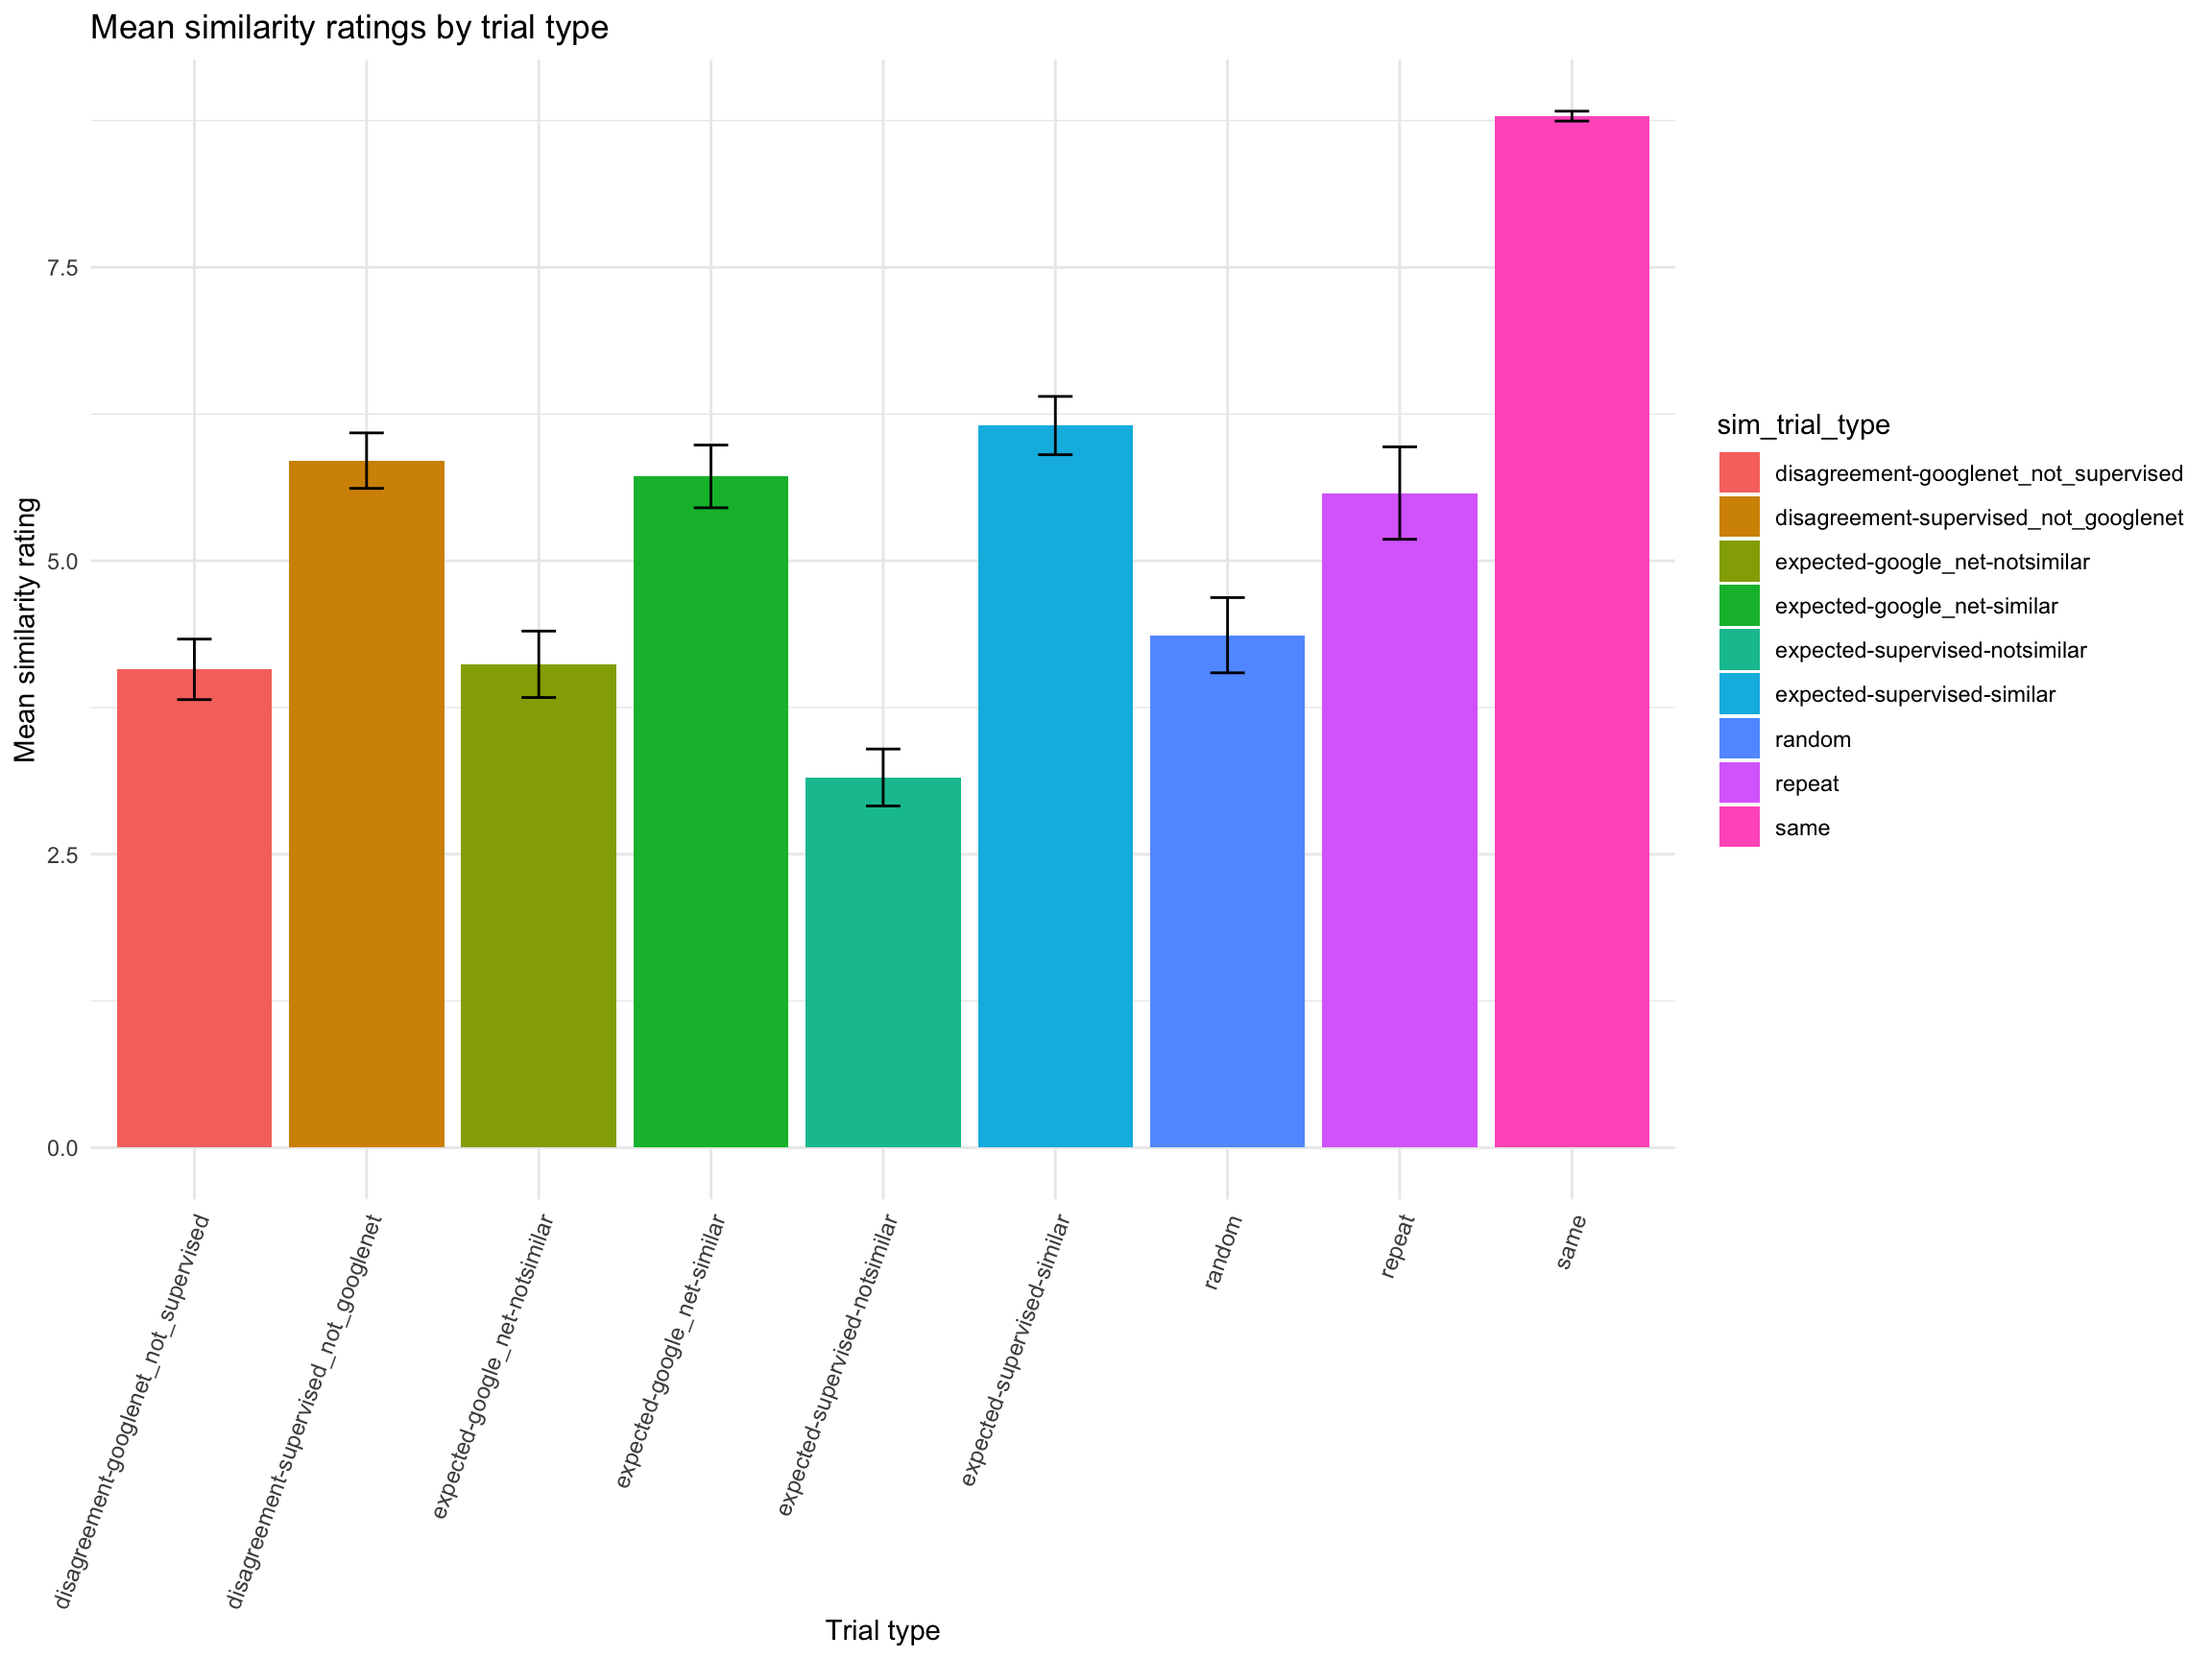 Mean similarity ratings by trial type
Mean similarity rating
7.5
5.0
2.5
0.0
disagreement-googlenet_not_supervised
disagreement-supervised_not_googlenet
expected-google_net-notsimilar
expected-google_net-similar
expected-supervised-notsimilar
expected-supervised-similar
random
repeat
same
Trial type
sim_trial_type
disagreement-googlenet_not_supervised
disagreement-supervised_not_googlenet
expected-google_net-notsimilar
expected-google_net-similar
expected-supervised-notsimilar
expected-supervised-similar
random
repeat
same